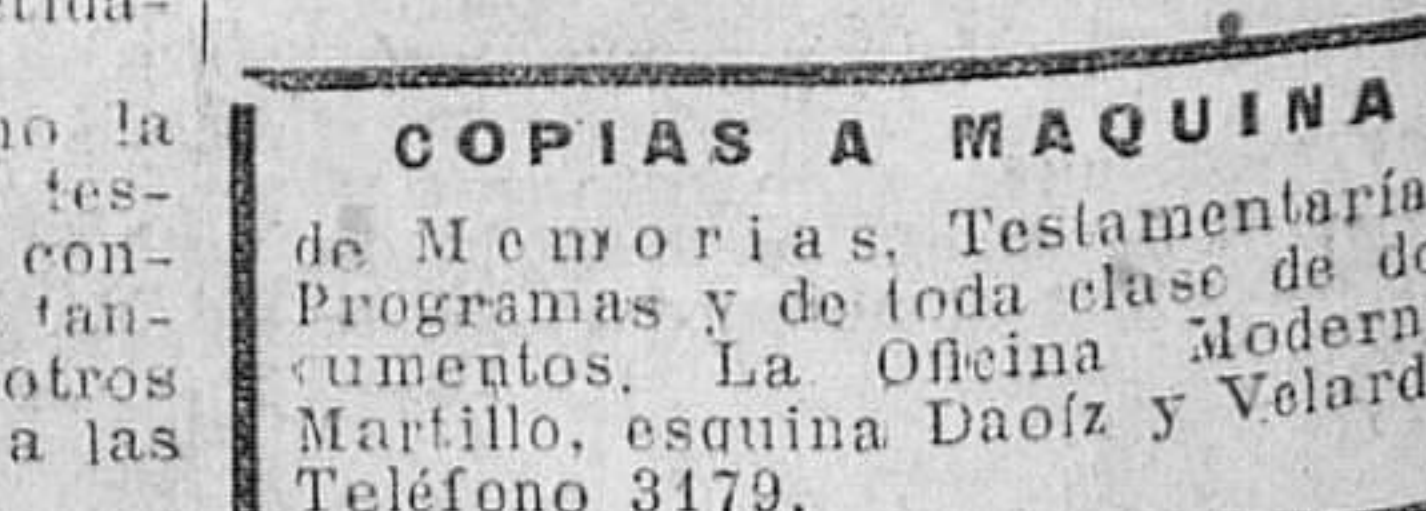 no la
tes-
con-
tan-
otros
a las
COPIAS A MAQUINA
de Memorias, Testamentaría
Programas y de toda clase de do
cumentos. La Oficina Modern
Martillo, esquina Daoíz y Velard
Teléfono 3179.